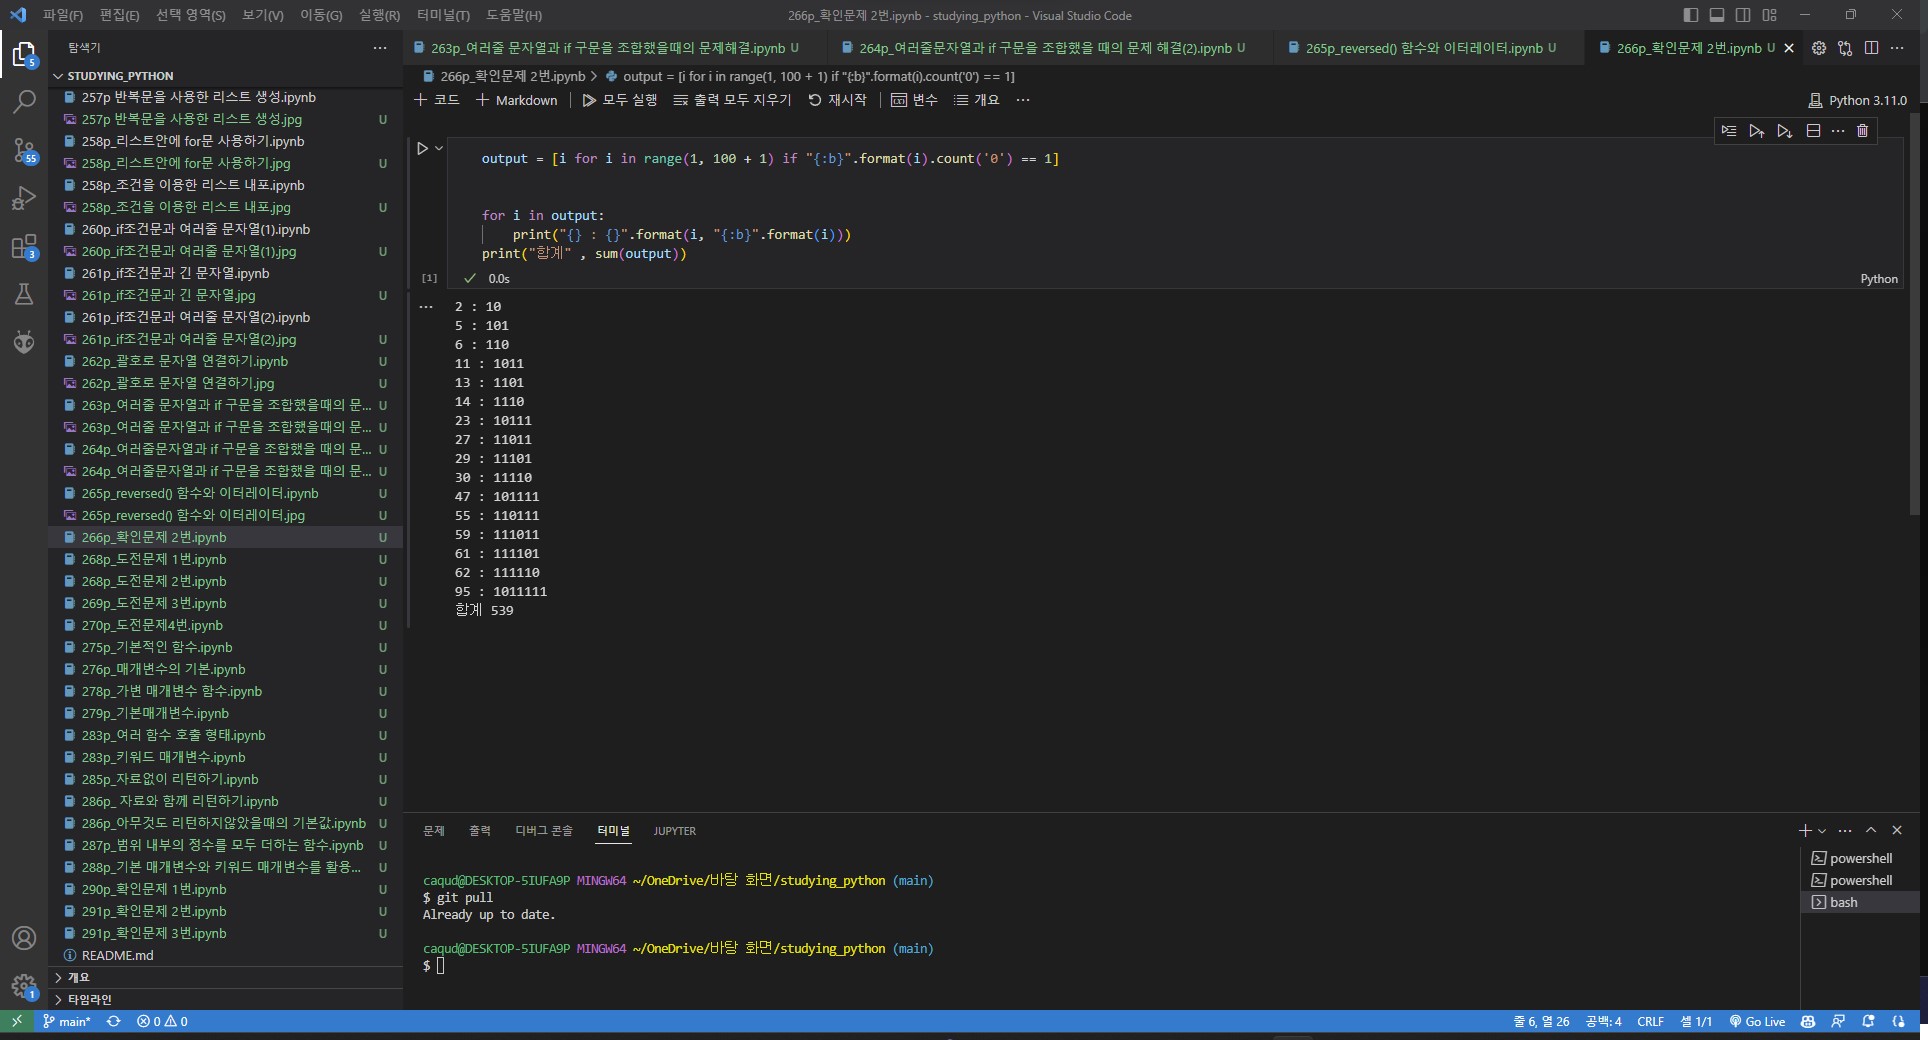 파일(F) 편집(E) 선택 영역(S) 보기(V) 이동(G) 실행(R) 터미널(T) 도움말(H)
266p_확인문제 2번.ipynb - studying_python - Visual Studio Code
탐색기
STUDYING_PYTHON
257p 반복문을 사용한 리스트 생성.ipynb
257p 반복문을 사용한 리스트 생성.jpg U
258p_리스트안에 for문 사용하기.ipynb
258p_리스트안에 for문 사용하기.jpg U
258p_조건을 이용한 리스트 내포.ipynb
258p_조건을 이용한 리스트 내포.jpg U
260p_if조건문과 여러줄 문자열(1).ipynb
260p_if조건문과 여러줄 문자열(1).jpg U
261p_if조건문과 긴 문자열.ipynb
261p_if조건문과 긴 문자열.jpg U
261p_if조건문과 여러줄 문자열(2).ipynb
261p_if조건문과 여러줄 문자열(2).jpg U
262p_괄호로 문자열 연결하기.ipynb U
262p_괄호로 문자열 연결하기.jpg U
263p_여러줄 문자열과 if 구문을 조합했을때의 문... U
263p_여러줄 문자열과 if 구문을 조합했을때의 문... U
264p_여러줄문자열과 if 구문을 조합했을 때의 문... U
264p_여러줄문자열과 if 구문을 조합했을 때의 문... U
265p_reversed() 함수와 이터레이터.ipynb U
265p_reversed() 함수와 이터레이터.jpg U
266p_확인문제 2번.ipynb U
268p_도전문제 1번.ipynb U
268p_도전문제 2번.ipynb U
269p_도전문제 3번.ipynb U
270p_도전문제4번.ipynb U
275p_기본적인 함수.ipynb U
276p_매개변수의 기본.ipynb U
278p_가변 매개변수 함수.ipynb U
279p_기본매개변수.ipynb U
283p_여러 함수 호출 형태.ipynb U
283p_키워드 매개변수.ipynb U
285p_자료없이 리턴하기.ipynb U
286p_ 자료와 함께 리턴하기.ipynb U
286p_아무것도 리턴하지않았을때의 기본값.ipynb U
287p_범위 내부의 정수를 모두 더하는 함수.ipynb U
288p_기본 매개변수와 키워드 매개변수를 활용... U
290p_확인문제 1번.ipynb U
291p_확인문제 2번.ipynb U
291p_확인문제 3번.ipynb U
README.md
개요
타임라인
5
55
3
1
263p_여러줄 문자열과 if 구문을 조합했을때의 문제해결.ipynb U
264p_여러줄문자열과 if 구문을 조합했을 때의 문제 해결(2).ipynb U
265p_reversed() 함수와 이터레이터.ipynb U
266p_확인문제 2번.ipynb U
266p_확인문제 2번.ipynb > output = [i for i in range(1, 100 + 1) if "{:b}".format(i).count('0') == 1]
코드 Markdown 모두 실행 출력 모두 지우기 재시작 변수 개요 ...
Python 3.11.0
output = [i for i in range(1, 100 + 1) if "{:b}".format(i).count('0') == 1]
for i in output:
print("{} : {}".format(i, "{:b}".format(i)))
print("합계" , sum(output))
[1] 0.0s
Python
2 : 10
5 : 101
6 : 110
11 : 1011
13 : 1101
14 : 1110
23 : 10111
27 : 11011
29 : 11101
30 : 11110
47 : 101111
55 : 110111
59 : 111011
61 : 111101
62 : 111110
95 : 1011111
합계 539
문제 출력 디버그 콘솔 터미널 JUPYTER
caqud@DESKTOP-5IUFA9P MINGW64 ~/OneDrive/바탕 화면/studying_python (main)
$ git pull
Already up to date.
caqud@DESKTOP-5IUFA9P MINGW64 ~/OneDrive/바탕 화면/studying_python (main)
$
powershell
powershell
bash
main* 0 0
줄 6, 열 26 공백: 4 CRLF 셀 1/1 Go Live